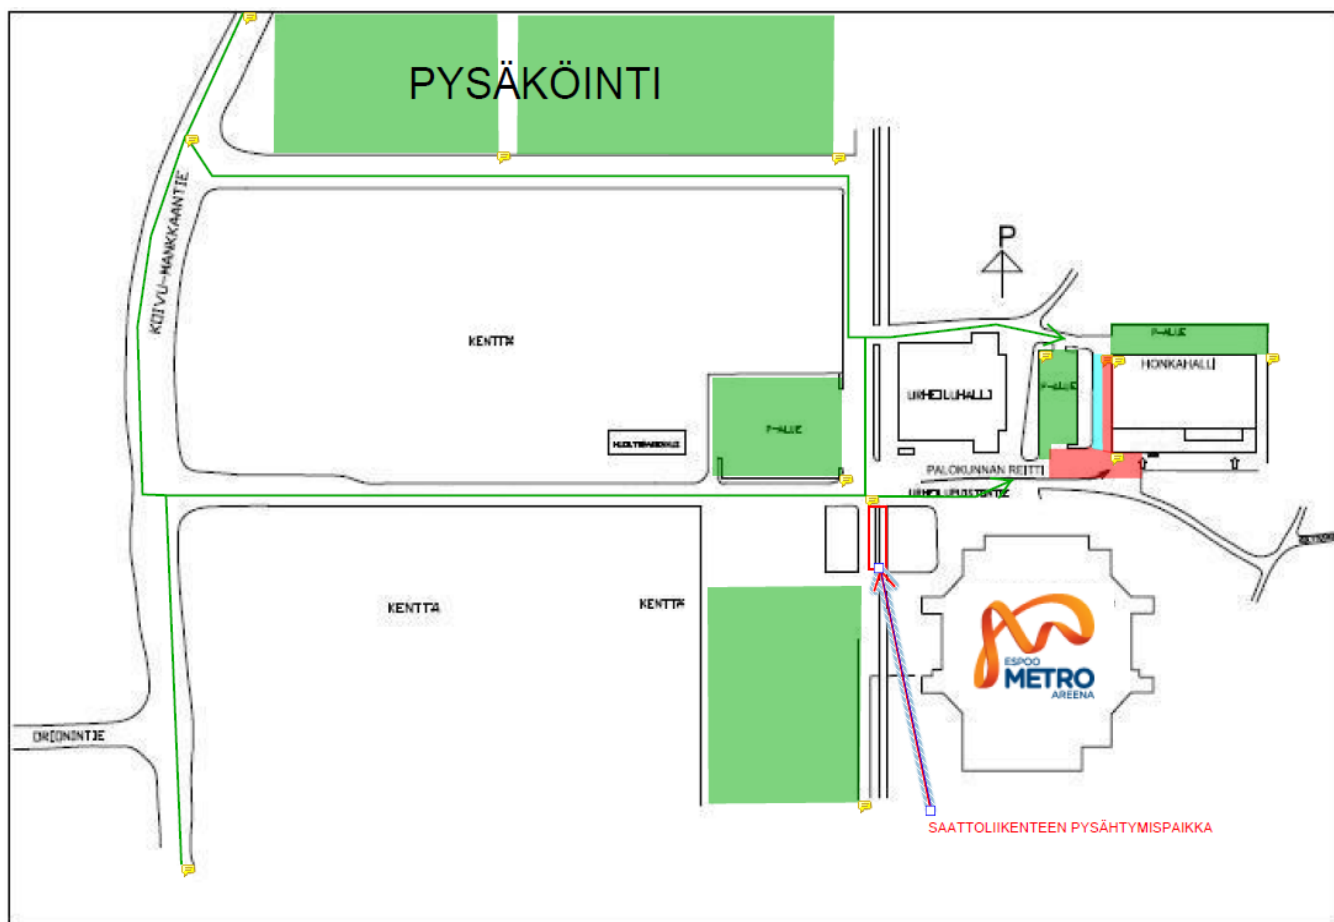 PYSÄKÖINTI
KOIVU-MANKKAANTIE
P
KENTTÄ
P-ALUE
HONKAHALLI
URHEILUHALLI
P-ALUE
P-ALUE
PALOKUNNAN REITTI
URHEILUPUISTONTIE
KENTTÄ
KENTTÄ
ESPOO
METRO
AREENA
ORIONINTIE
SAATTOLIIKENTEEN PYSÄHTYMISPAIKKA